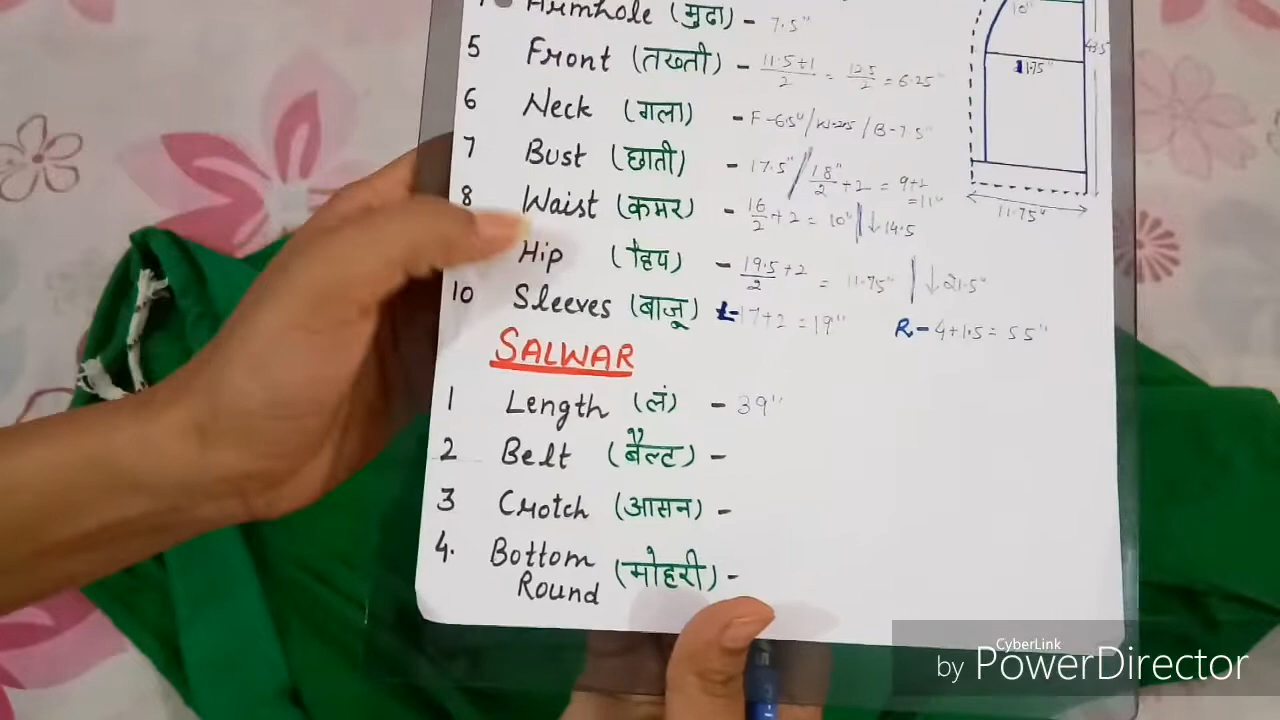 Armhole (मुढा) - 7.5"
10"
43.5
5 Front (तख्ती) - 11.5+1/2 = 12.5/2 = 6.25"
11.75"
6 Neck (गला) - F-6.5"/W-2.5/B-7.5"
7 Bust (छाती) - 17.5"/18"/2+2 = 9+2
=11"
8 Waist (कमर) - 16/2+2 = 10"/↓14.5
11.75"
Hip (हिप) - 19.5+2/2 = 11.75" /↓21.5"
10 Sleeves (बाजू) L-17+2 = 19" R-4+1.5 = 5.5"
SALWAR
1 Length (लं) - 39"
2 Belt (बैल्ट) -
3 Crotch (आसन) -
4. Bottom Round (मोहरी) -
CyberLink
by PowerDirector